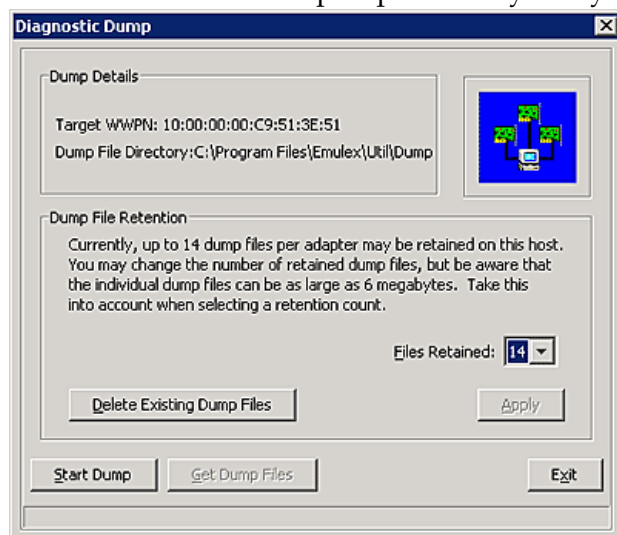 Diagnostic Dump
Dump Details
Target WWPN: 10:00:00:00:C9:51:3E:51
Dump File Directory:C:\Program Files\Emulex\Util\Dump
Dump File Retention
Currently, up to 14 dump files per adapter may be retained on this host.
You may change the number of retained dump files, but be aware that
the individual dump files can be as large as 6 megabytes. Take this
into account when selecting a retention count.
Files Retained: 14
Delete Existing Dump Files
Apply
Start Dump
Get Dump Files
Exit